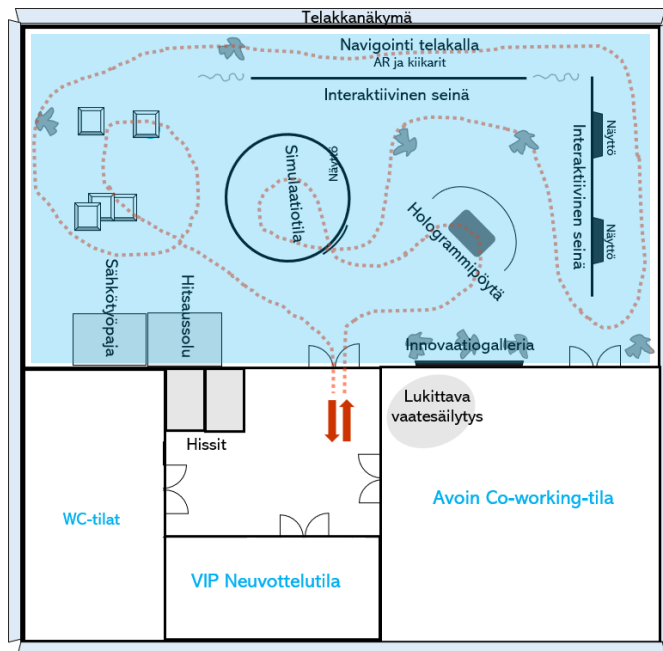 Telakkanäkymä
Navigointi telakalla
AR ja kiikarit
Interaktiivinen seinä
Näyttö
Simulaatiotila
Interaktiivinen seinä
Näyttö
Näyttö
Hologrammipöytä
Sähkötyöpaja
Hitsaussolu
Innovaatiogalleria
Lukittava
vaatesäilytys
Hissit
WC-tilat
VIP Neuvottelutila
Avoin Co-working-tila